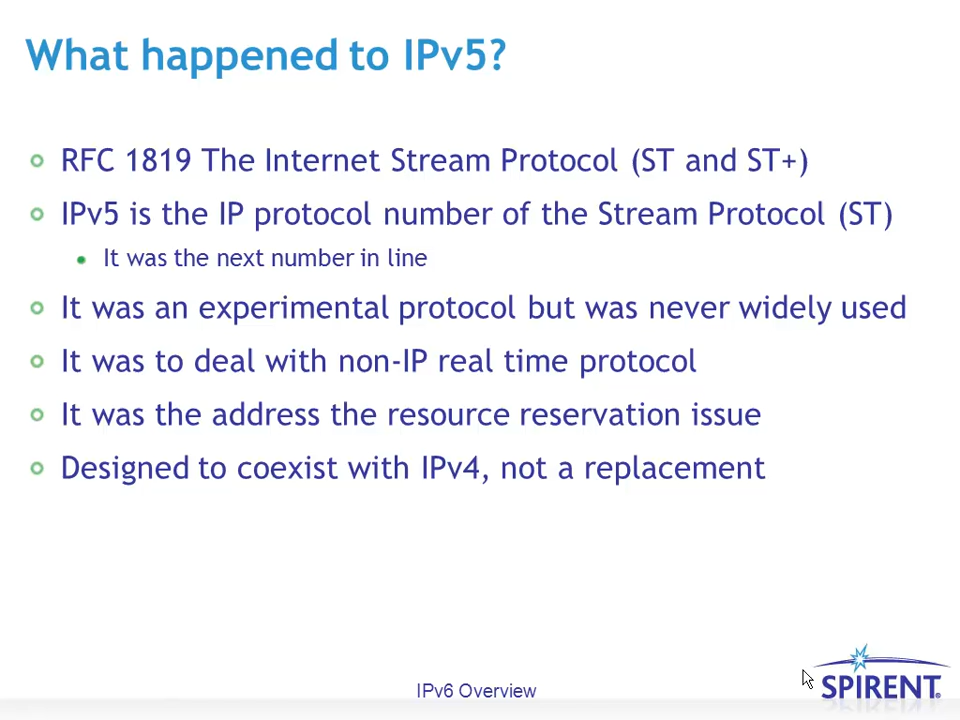 What happened to IPv5?
RFC 1819 The Internet Stream Protocol (ST and ST+)
IPv5 is the IP protocol number of the Stream Protocol (ST)
It was the next number in line
It was an experimental protocol but was never widely used
It was to deal with non-IP real time protocol
It was the address the resource reservation issue
Designed to coexist with IPv4, not a replacement
IPv6 Overview
SPIRENT®